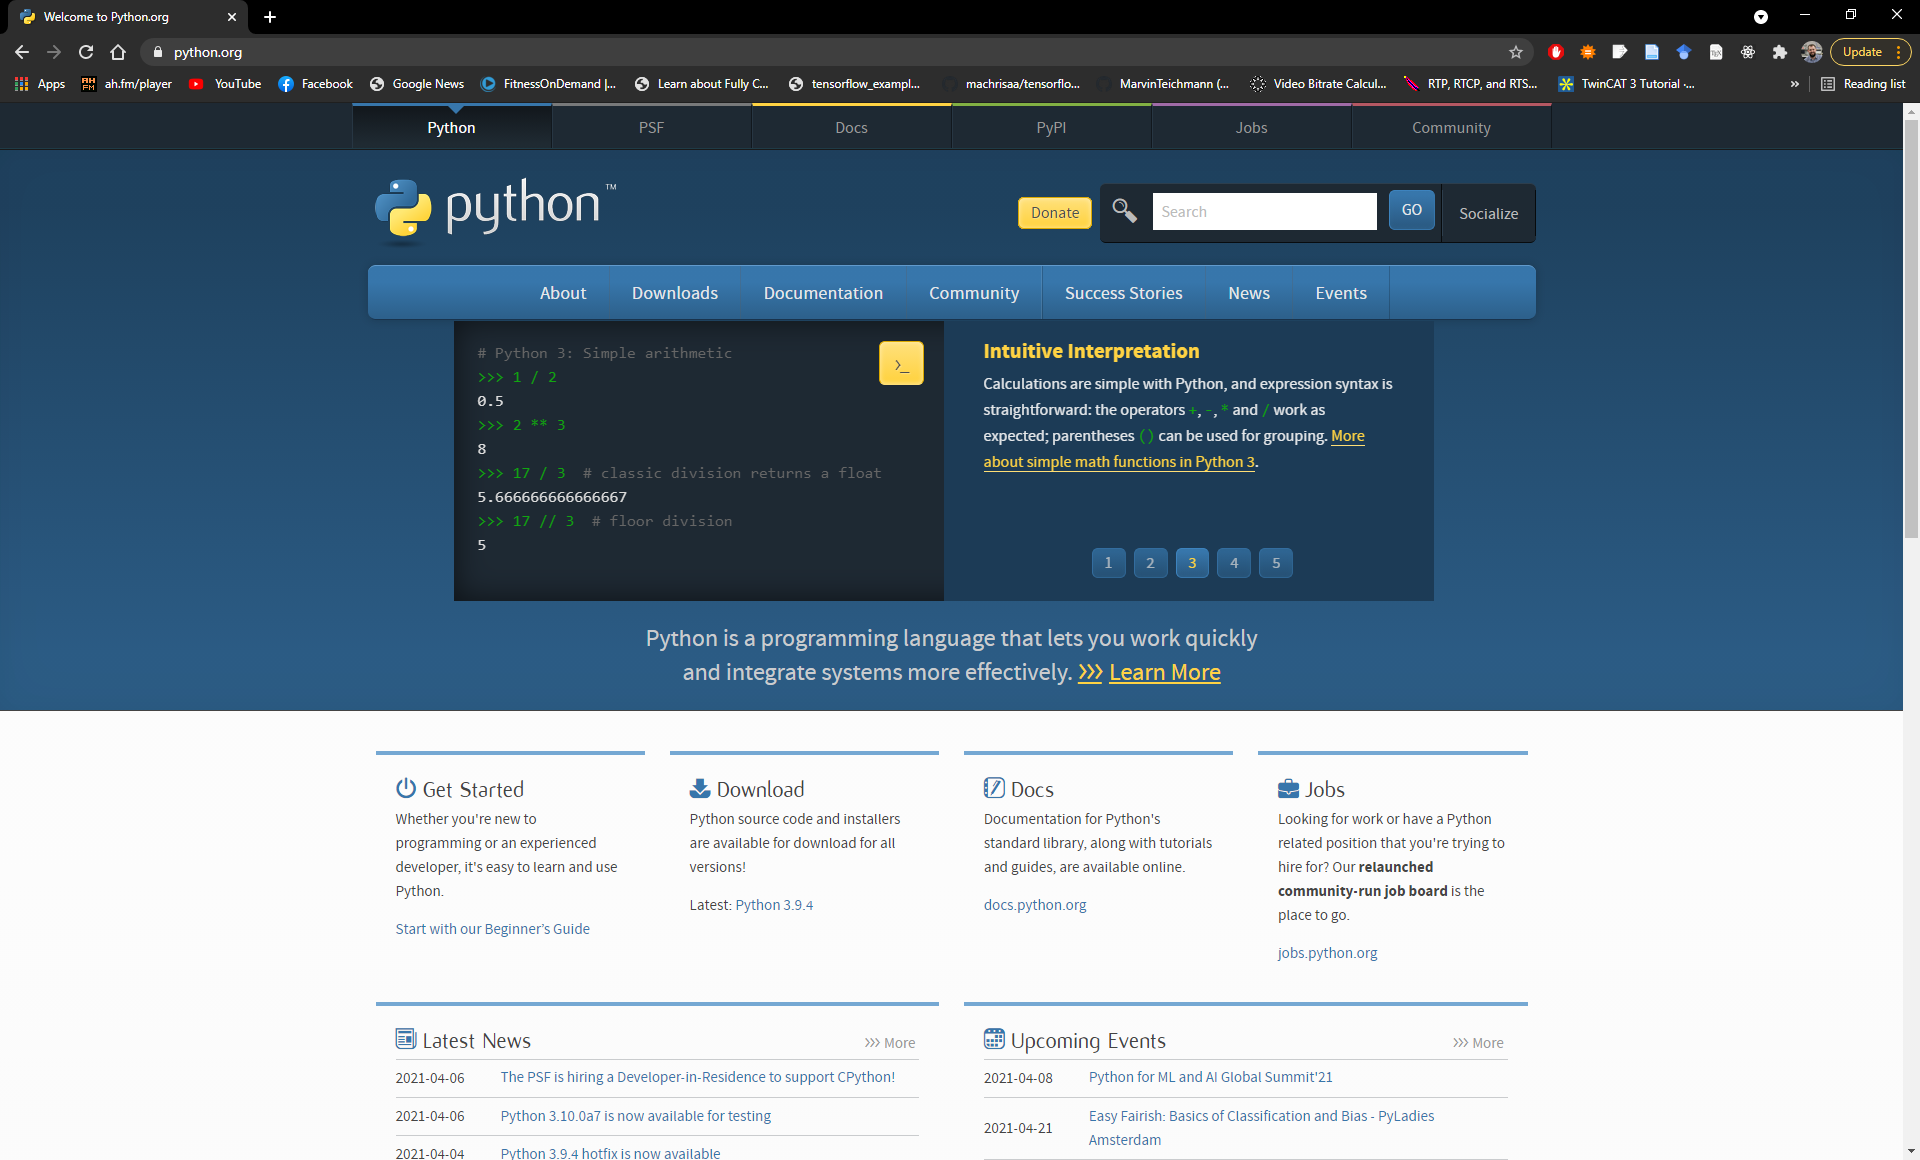 Welcome to Python.org
python.org
Update
Apps
ah.fm/player
YouTube
Facebook
Google News
FitnessOnDemand |...
Learn about Fully C...
tensorflow_exampl...
machrisaa/tensorflo...
MarvinTeichmann (...
Video Bitrate Calcul...
RTP, RTCP, and RTS...
TwinCAT 3 Tutorial -...
»
Reading list
Python
PSF
Docs
PyPI
Jobs
Community
python™
Donate
Search
GO
Socialize
About
Downloads
Documentation
Community
Success Stories
News
Events
# Python 3: Simple arithmetic
>>> 1 / 2
0.5
>>> 2 ** 3
8
>>> 17 / 3  # classic division returns a float
5.666666666666667
>>> 17 // 3  # floor division
5
>_
Intuitive Interpretation
Calculations are simple with Python, and expression syntax is
straightforward: the operators +, -, * and / work as
expected; parentheses () can be used for grouping. More
about simple math functions in Python 3.
1
2
3
4
5
Python is a programming language that lets you work quickly
and integrate systems more effectively. >>> Learn More
Get Started
Whether you're new to
programming or an experienced
developer, it's easy to learn and use
Python.
Start with our Beginner's Guide
Download
Python source code and installers
are available for download for all
versions!
Latest: Python 3.9.4
Docs
Documentation for Python's
standard library, along with tutorials
and guides, are available online.
docs.python.org
Jobs
Looking for work or have a Python
related position that you're trying to
hire for? Our relaunched
community-run job board is the
place to go.
jobs.python.org
Latest News
>>> More
2021-04-06 The PSF is hiring a Developer-in-Residence to support CPython!
2021-04-06 Python 3.10.0a7 is now available for testing
2021-04-04 Python 3.9.4 hotfix is now available
Upcoming Events
>>> More
2021-04-08 Python for ML and AI Global Summit'21
2021-04-21 Easy Fairish: Basics of Classification and Bias - PyLadies
Amsterdam